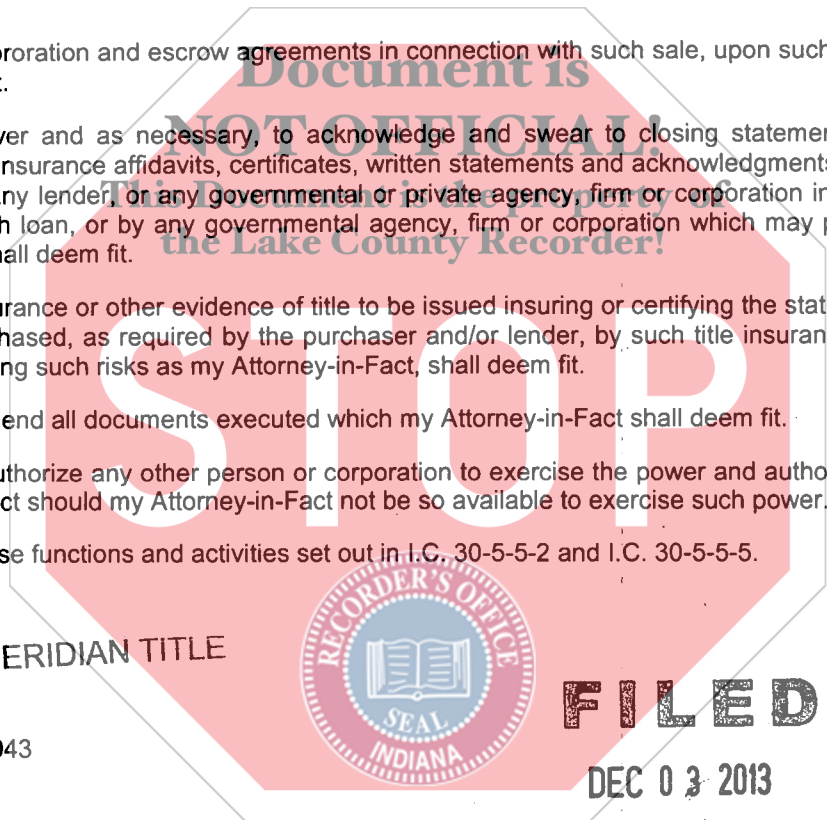 proration and escrow agreements in connection with such sale, upon such
t.
Document is
ver and as necessary, to acknowledge and swear to closing statemen
NOT OFFICIAL!
nsurance affidavits, certificates, written statements and acknowledgments
ny lender, or any governmental or private agency, firm or corporation in
This Document is the property of
h loan, or by any governmental agency, firm or corporation which may p
the Lake County Recorder!
all deem fit.
urance or other evidence of title to be issued insuring or certifying the stat
hased, as required by the purchaser and/or lender, by such title insuran
ng such risks as my Attorney-in-Fact, shall deem fit.
STOP
end all documents executed which my Attorney-in-Fact shall deem fit.
uthorize any other person or corporation to exercise the power and autho
ct should my Attorney-in-Fact not be so available to exercise such power.
se functions and activities set out in I.C. 30-5-5-2 and I.C. 30-5-5-5.
RECORDER'S OFFICE
SEAL
INDIANA
ERIDIAN TITLE
FILED
043
DEC 03 2013